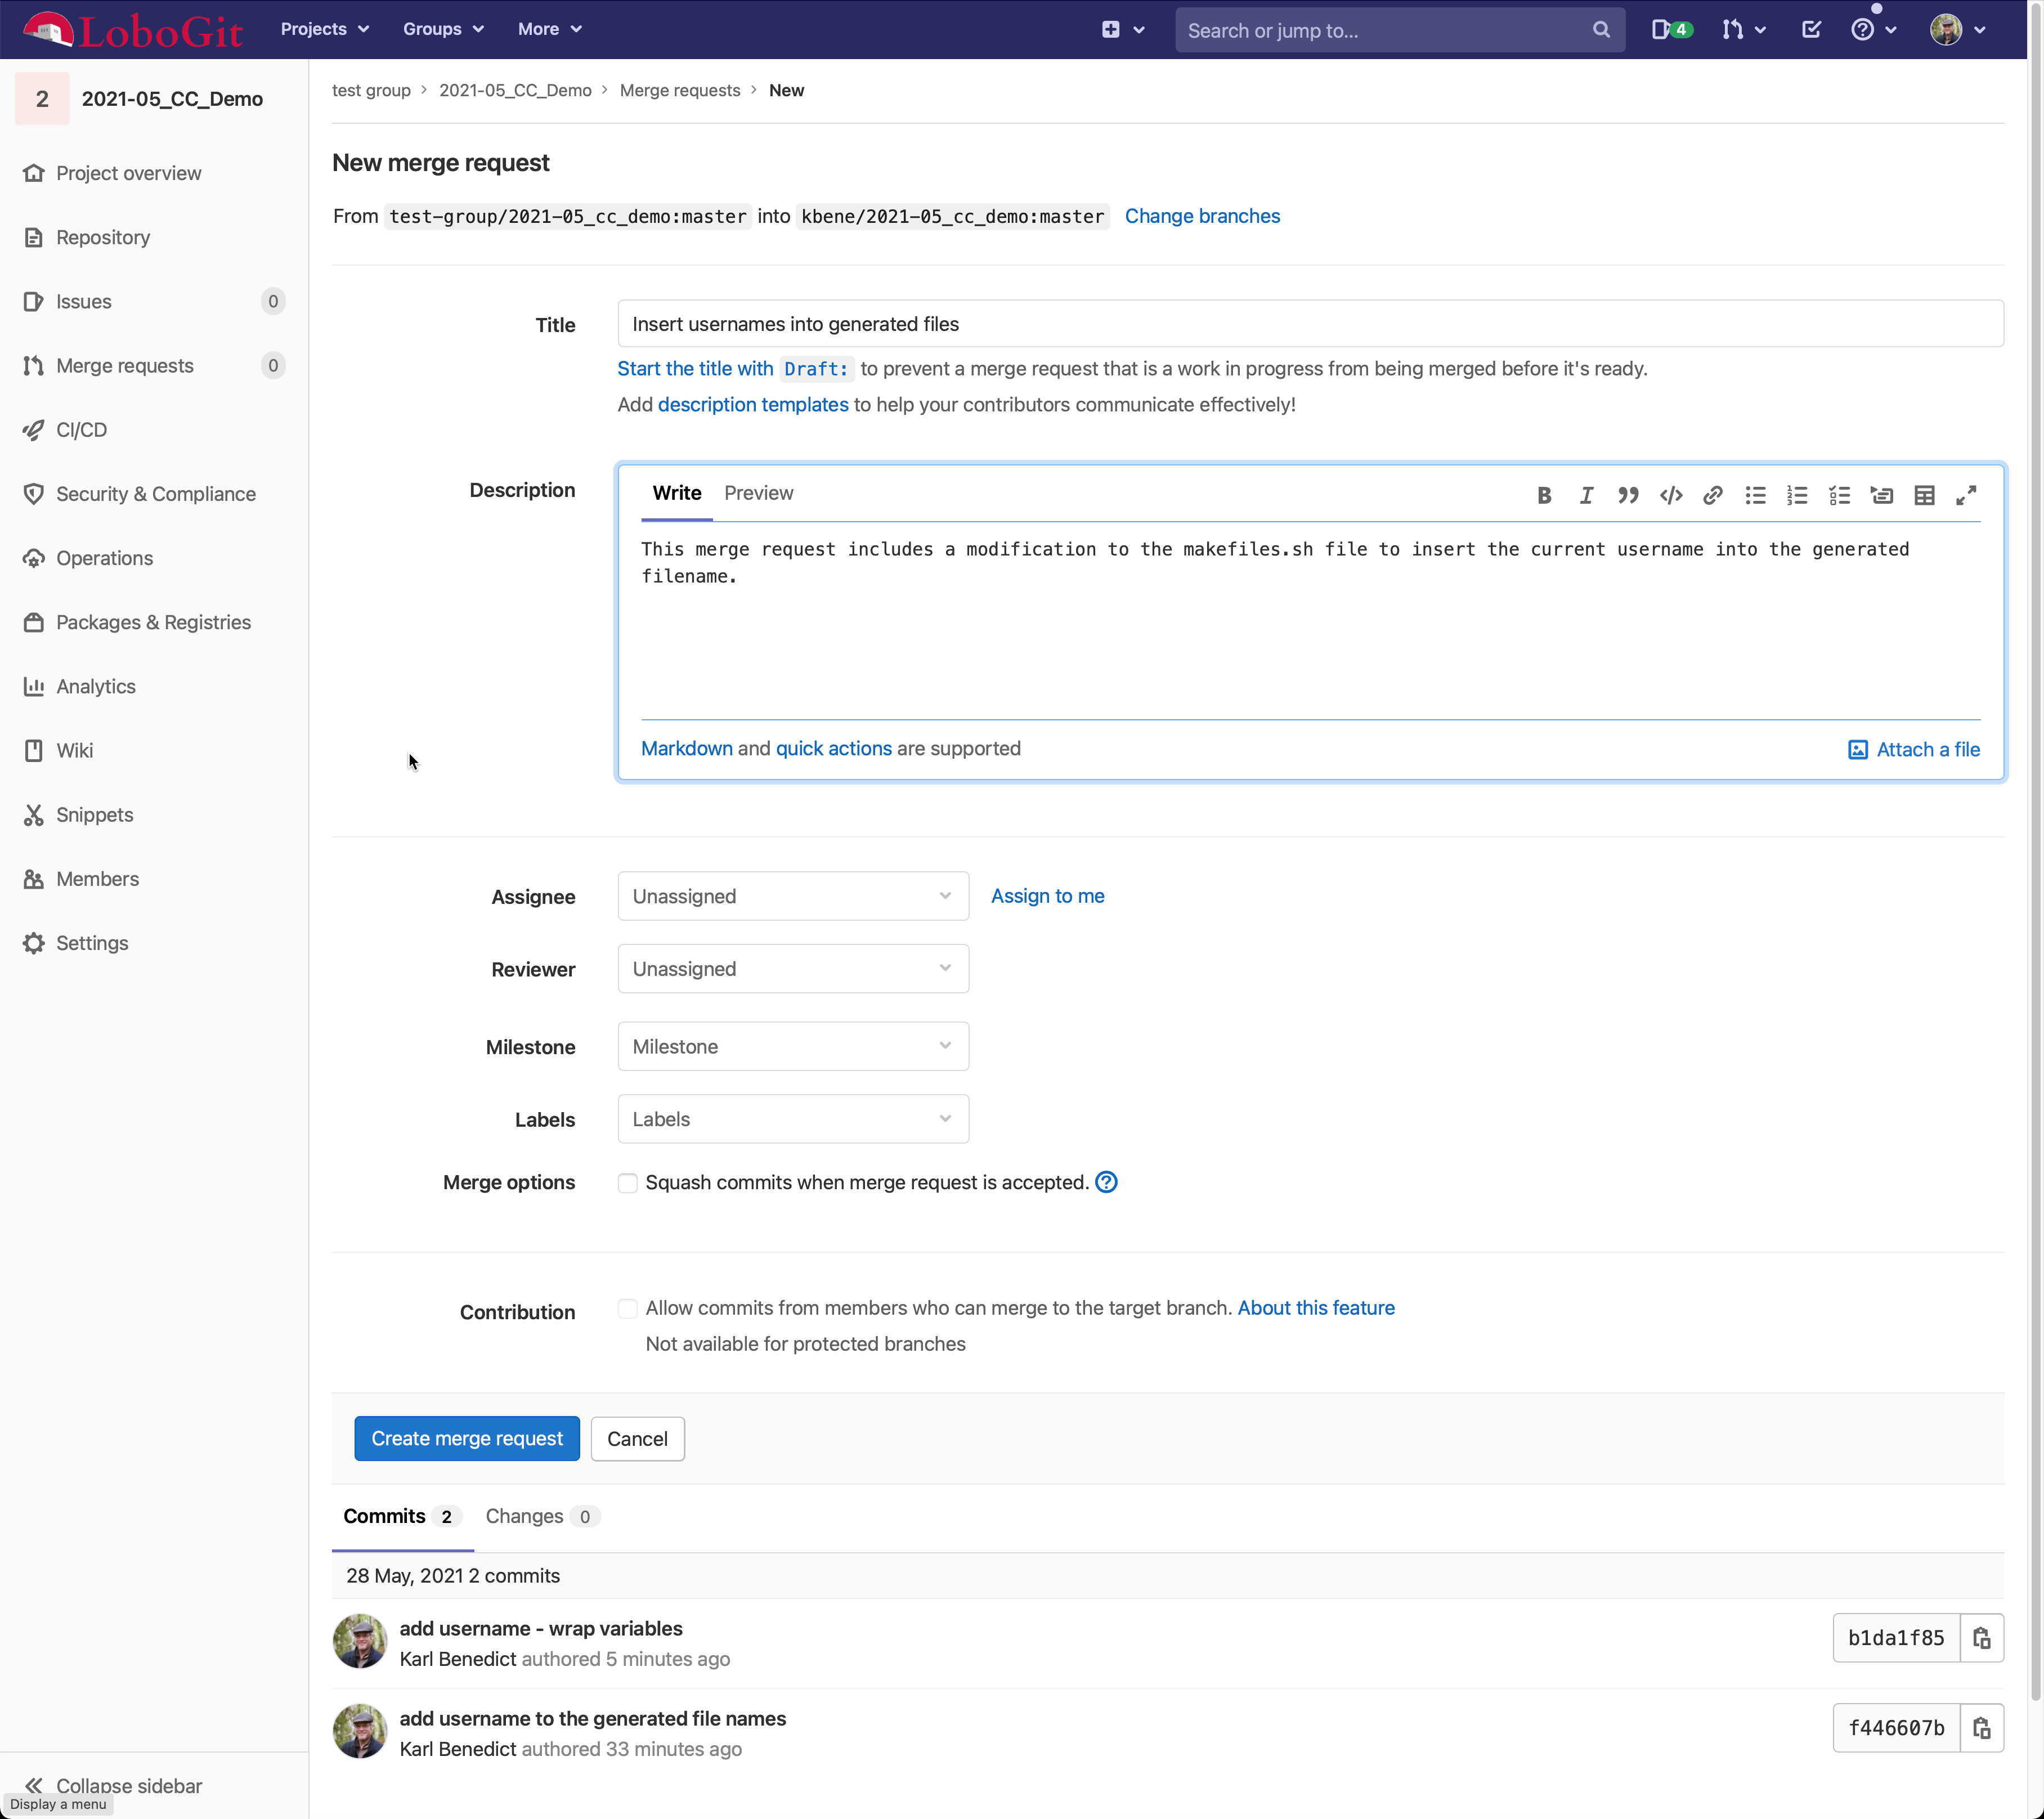 LoboGit Projects Groups More Search or jump to... 4
2 2021-05_CC_Demo
Project overview
Repository
Issues 0
Merge requests 0
CI/CD
Security & Compliance
Operations
Packages & Registries
Analytics
Wiki
Snippets
Members
Settings
Collapse sidebar
Display a menu
test group > 2021-05_CC_Demo > Merge requests > New
New merge request
From test-group/2021-05_cc_demo:master into kbene/2021-05_cc_demo:master Change branches
Title Insert usernames into generated files
Start the title with Draft: to prevent a merge request that is a work in progress from being merged before it's ready.
Add description templates to help your contributors communicate effectively!
Description Write Preview
This merge request includes a modification to the makefiles.sh file to insert the current username into the generated
filename.
Markdown and quick actions are supported Attach a file
Assignee Unassigned Assign to me
Reviewer Unassigned
Milestone Milestone
Labels Labels
Merge options Squash commits when merge request is accepted.
Contribution Allow commits from members who can merge to the target branch. About this feature
Not available for protected branches
Create merge request Cancel
Commits 2 Changes 0
28 May, 2021 2 commits
add username - wrap variables
Karl Benedict authored 5 minutes ago
b1da1f85
add username to the generated file names
Karl Benedict authored 33 minutes ago
f446607b